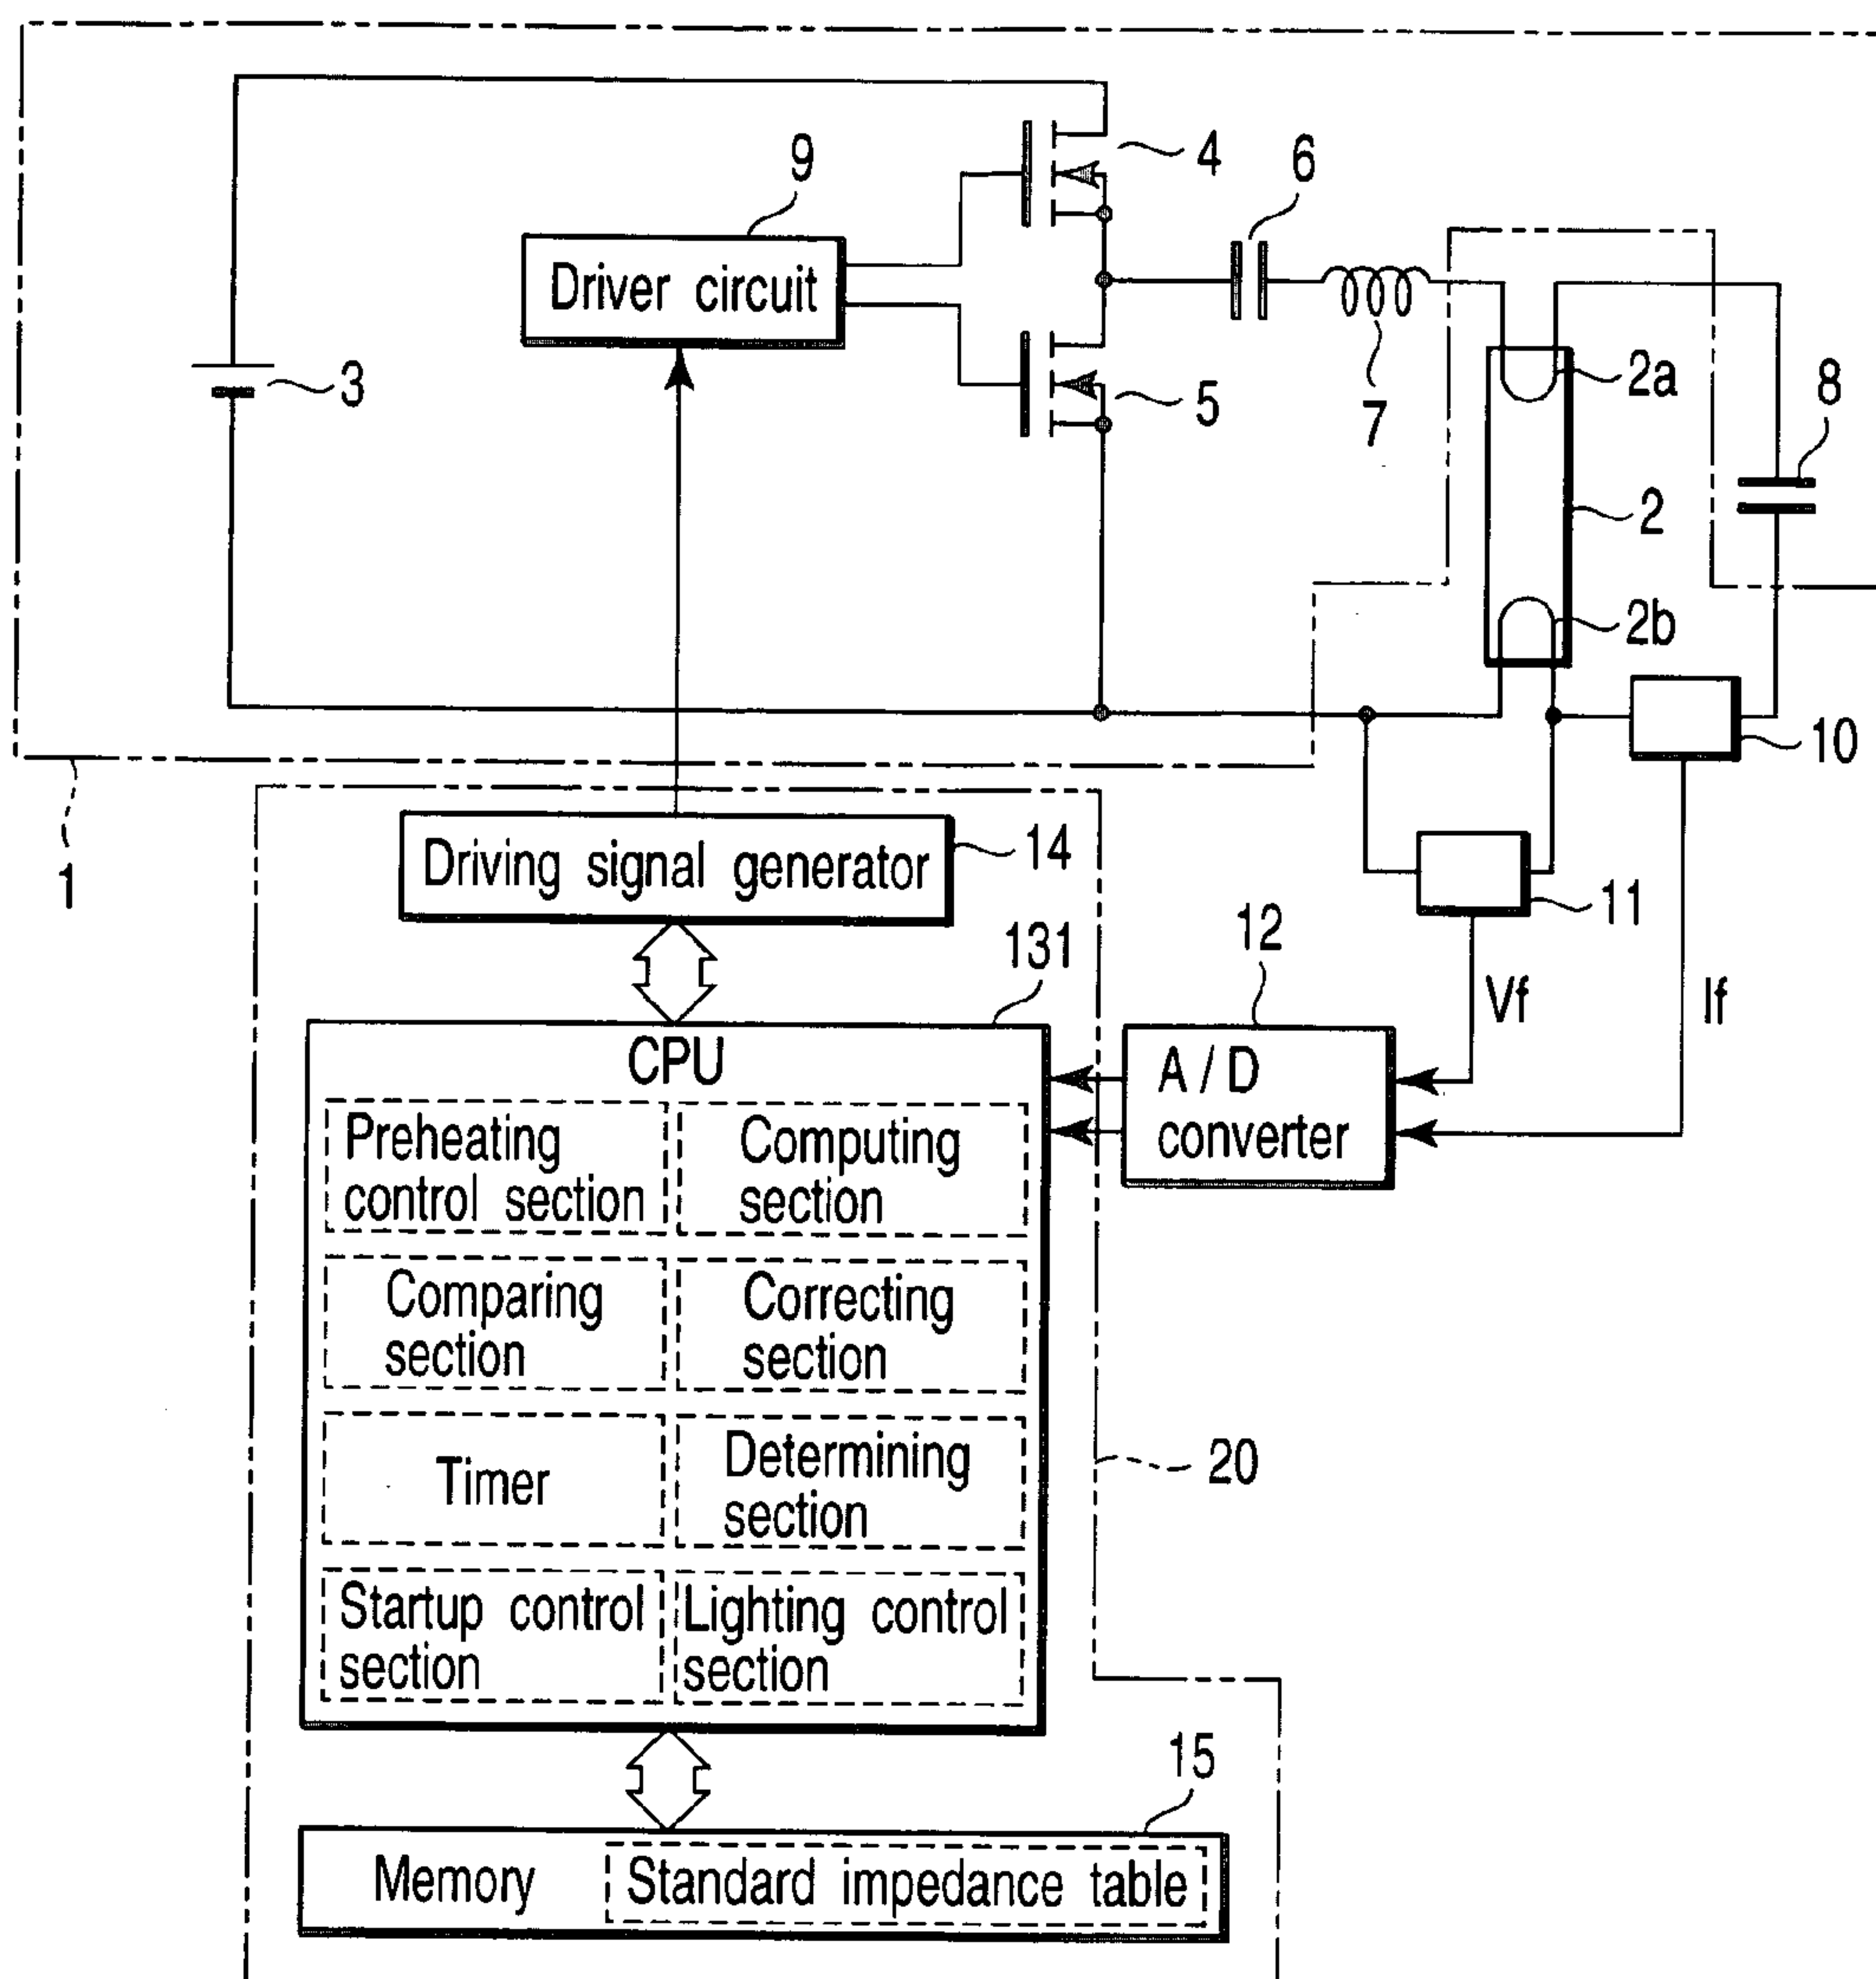 9
4
6
Driver circuit
3
5
7
2a
8
2
2b
10
1
Driving signal generator
14
11
131
12
Vf
If
CPU
A / D
converter
Preheating
control section
Computing
section
Comparing
section
Correcting
section
Timer
Determining
section
20
Startup control
section
Lighting control
section
15
Memory
Standard impedance table